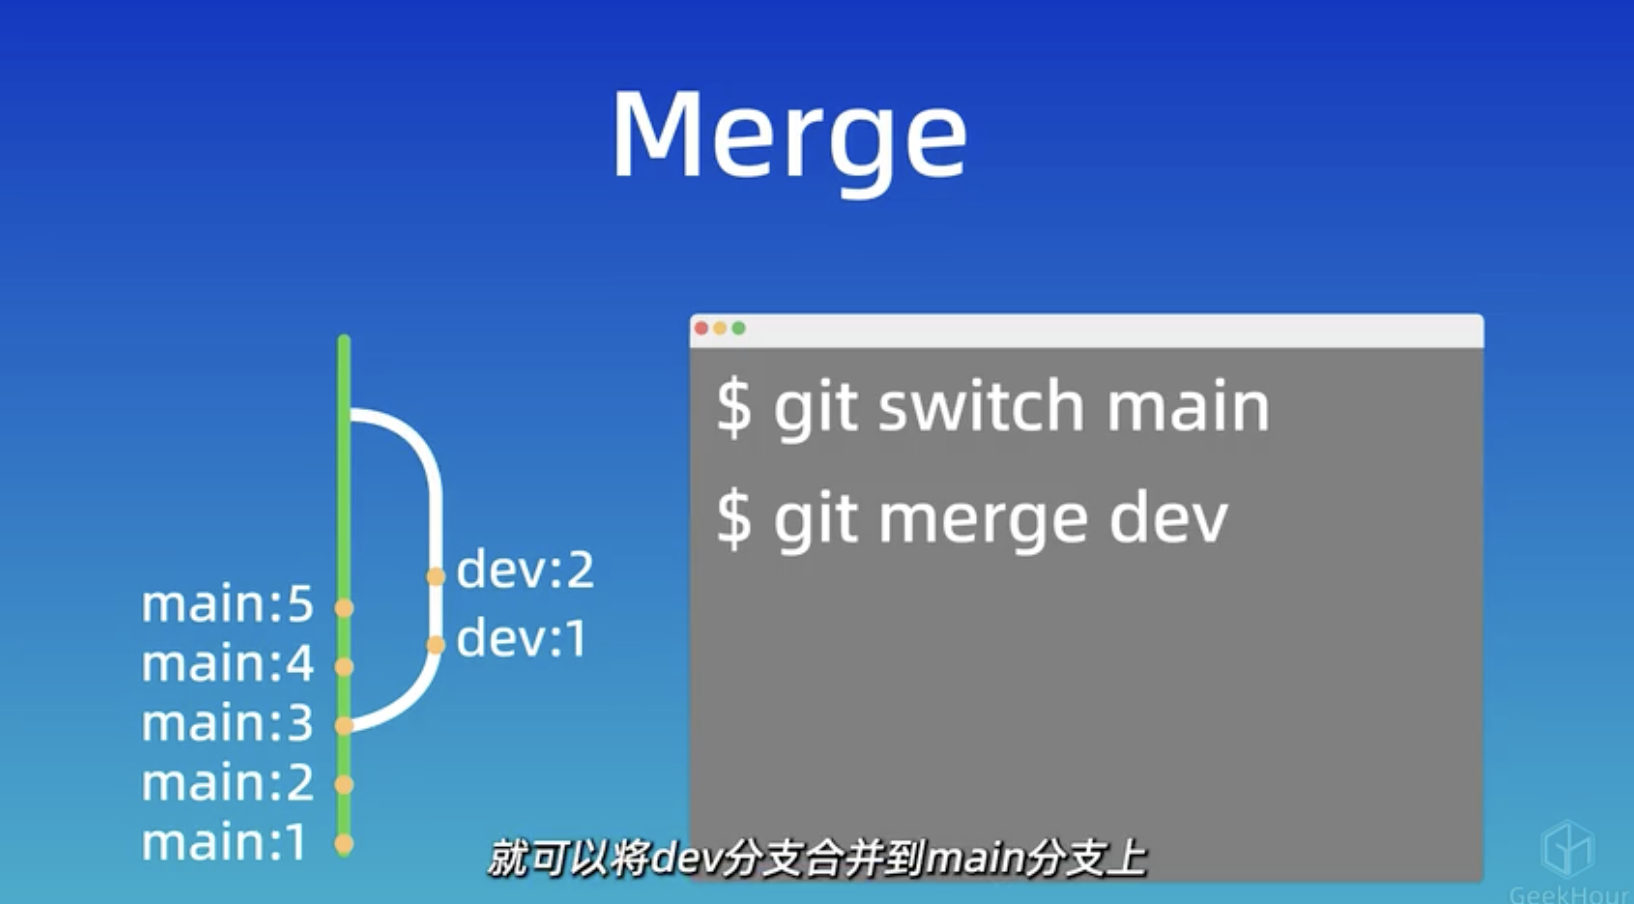 Merge
$ git switch main
$ git merge dev
dev:2
main:5
dev:1
main:4
main:3
main:2
main:1
就可以将dev分支合并到main分支上
GeekHour